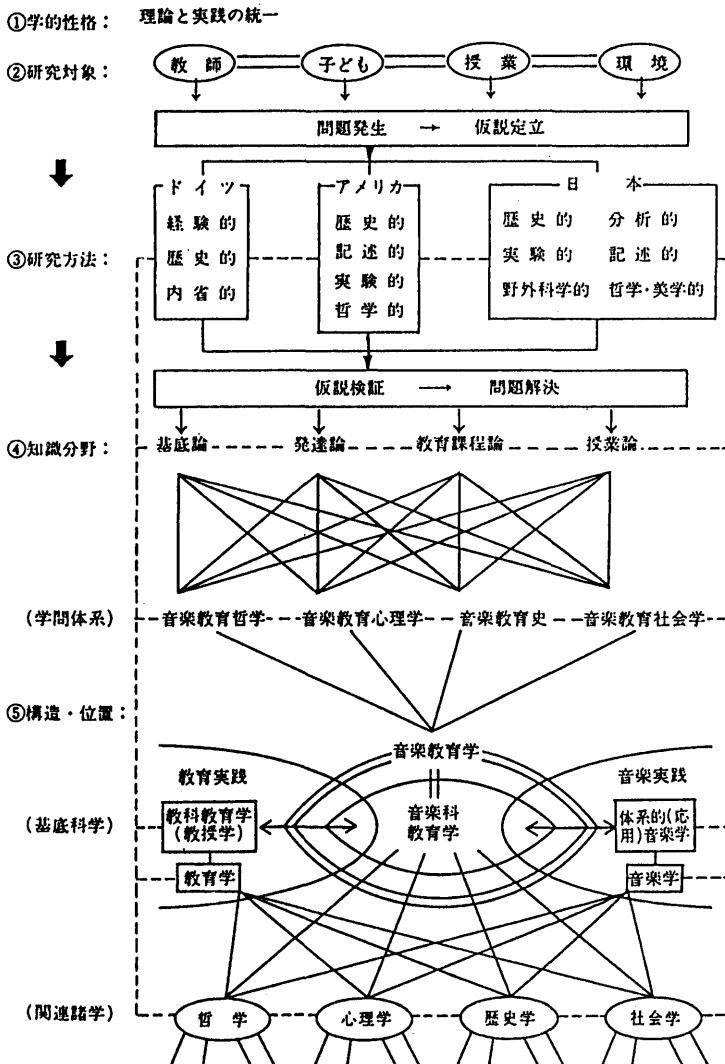 ①学的性格： 理論と実践の統一
②研究対象： 教師 子ども 授業 環境
問題発生 → 仮説定立
ドイツ アメリカ 日本
経験的 歴史的 歴史的 分析的
③研究方法： 歴史的 記述的 実験的 記述的
内省的 実験的 野外科学的 哲学・美学的
哲学的
仮説検証 → 問題解決
④知識分野： 基底論 発達論 教育課程論 授業論
(学問体系) 音楽教育哲学 音楽教育心理学 音楽教育史 音楽教育社会学
⑤構造・位置：
音楽教育学
教育実践 音楽実践
(基底科学) 教科教育学 音楽科 体系的(応
(教授学) 教育学 用)音楽学
教育学 音楽学
(関連諸学) 哲学 心理学 歴史学 社会学